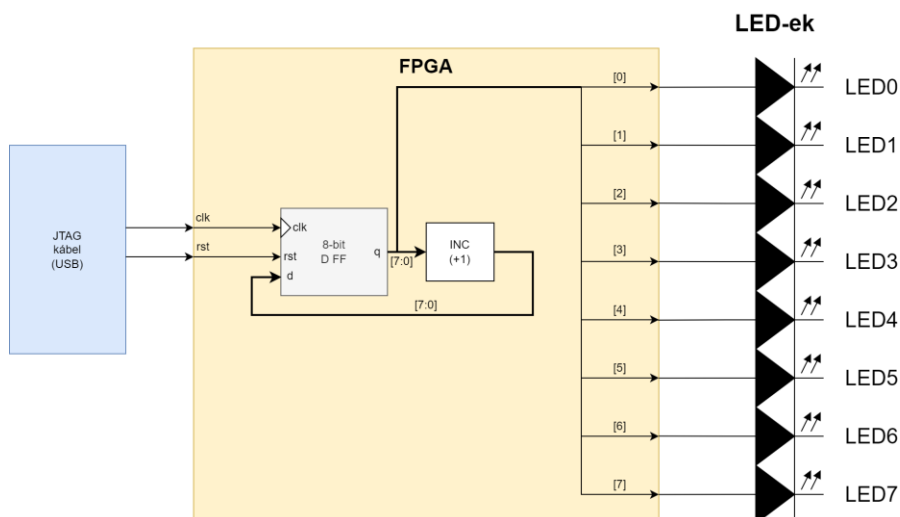 LED-ek
FPGA
JTAG
kábel
(USB)
clk
rst
clk
rst
d
8-bit
D FF
q
[7:0]
INC
(+1)
[7:0]
[0]
LED0
[1]
LED1
[2]
LED2
[3]
LED3
[4]
LED4
[5]
LED5
[6]
LED6
[7]
LED7